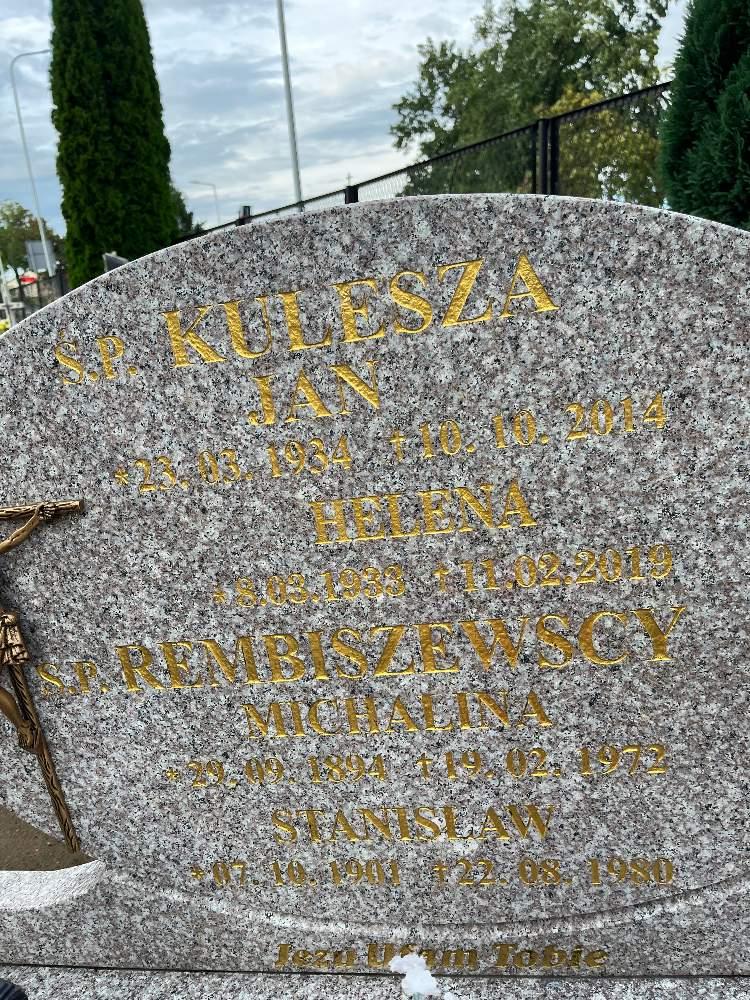 Ś.P. KULESZA
JAN
*23.03.1934 †10.10.2014
HELENA
*8.03.1933 †11.02.2019
Ś.P. REMBISZEWSCY
MICHALINA
*29.09.1894 †19.02.1972
STANISŁAW
*07.10.1901 †22.08.1980
Jezu Ufam Tobie